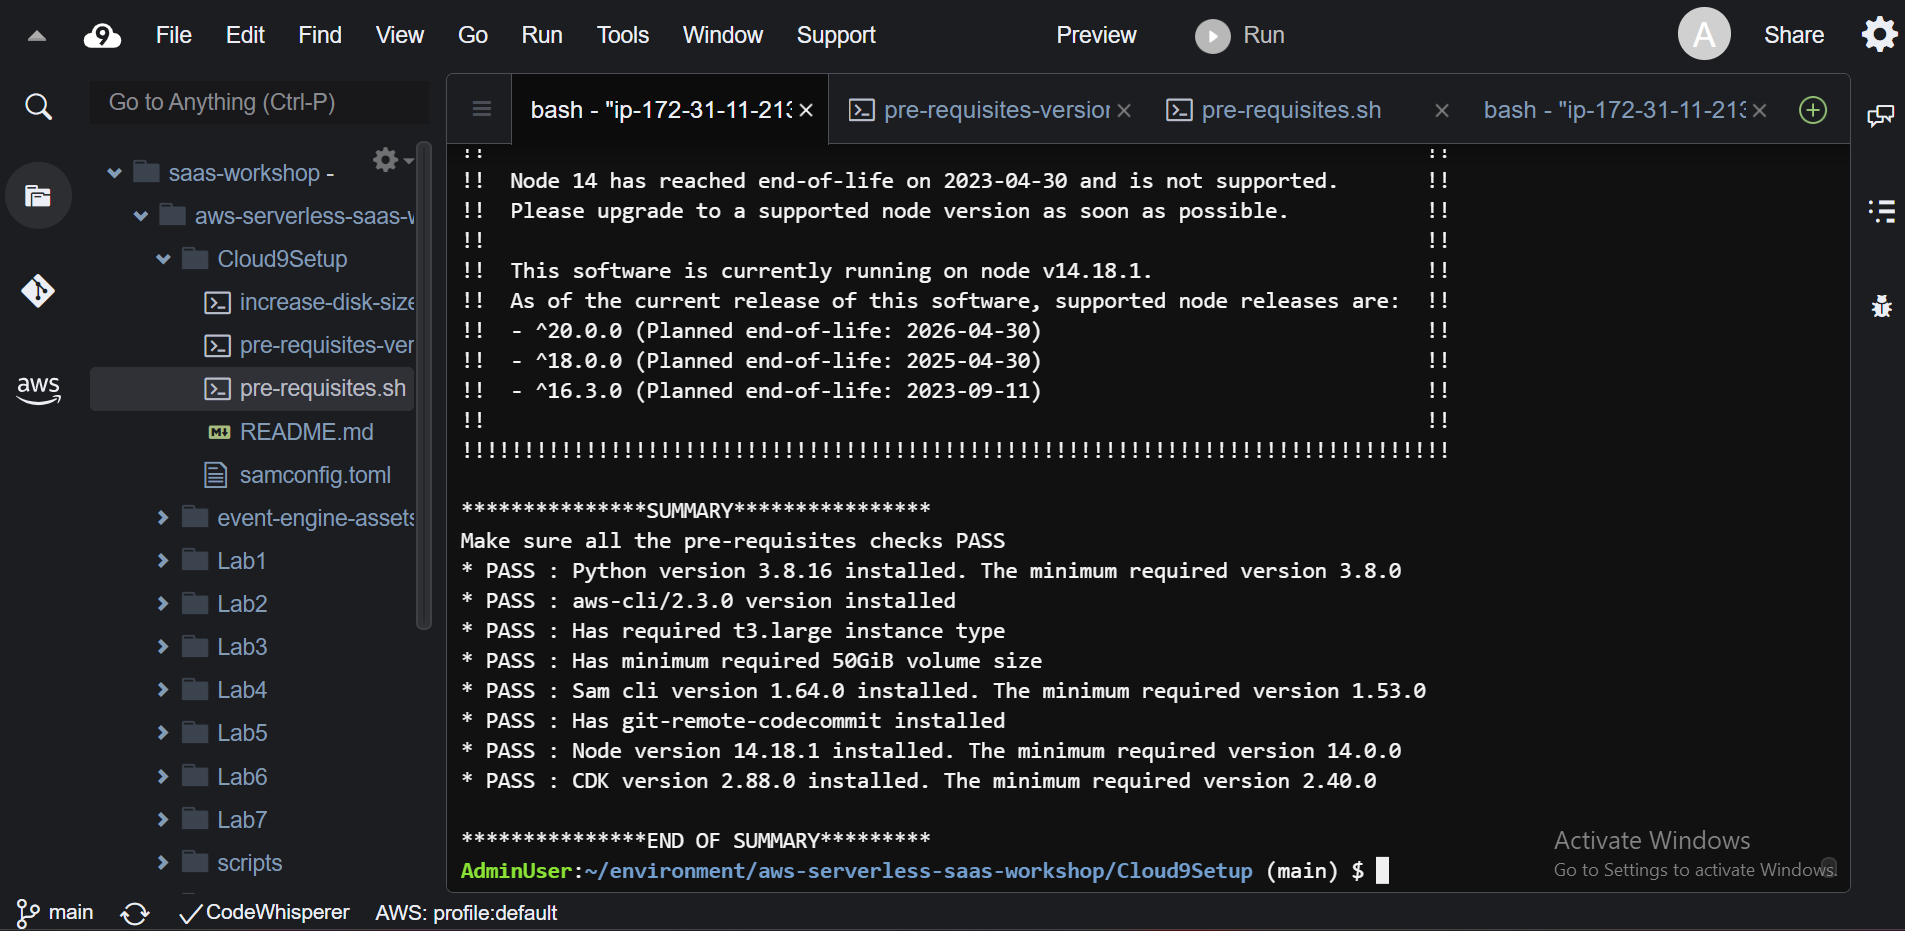 File Edit Find View Go Run Tools Window Support Preview Run A Share
9
Go to Anything (Ctrl-P)
bash - "ip-172-31-11-213 × pre-requisites-version × pre-requisites.sh × bash - "ip-172-31-11-213 ×
saas-workshop -
aws-serverless-saas-w
Cloud9Setup
increase-disk-size
pre-requisites-ver
pre-requisites.sh
README.md
samconfig.toml
event-engine-assets
Lab1
Lab2
Lab3
Lab4
Lab5
Lab6
Lab7
scripts
aws
!! !!
!! Node 14 has reached end-of-life on 2023-04-30 and is not supported. !!
!! Please upgrade to a supported node version as soon as possible. !!
!! !!
!! This software is currently running on node v14.18.1. !!
!! As of the current release of this software, supported node releases are: !!
!! - ^20.0.0 (Planned end-of-life: 2026-04-30) !!
!! - ^18.0.0 (Planned end-of-life: 2025-04-30) !!
!! - ^16.3.0 (Planned end-of-life: 2023-09-11) !!
!! !!
!!!!!!!!!!!!!!!!!!!!!!!!!!!!!!!!!!!!!!!!!!!!!!!!!!!!!!!!!!!!!!!!!!!!!!!!!!!!!!!!
***************SUMMARY****************
Make sure all the pre-requisites checks PASS
* PASS : Python version 3.8.16 installed. The minimum required version 3.8.0
* PASS : aws-cli/2.3.0 version installed
* PASS : Has required t3.large instance type
* PASS : Has minimum required 50GiB volume size
* PASS : Sam cli version 1.64.0 installed. The minimum required version 1.53.0
* PASS : Has git-remote-codecommit installed
* PASS : Node version 14.18.1 installed. The minimum required version 14.0.0
* PASS : CDK version 2.88.0 installed. The minimum required version 2.40.0
***************END OF SUMMARY*********
AdminUser:~/environment/aws-serverless-saas-workshop/Cloud9Setup (main) $
Activate Windows
Go to Settings to activate Windows.
main CodeWhisperer AWS: profile:default